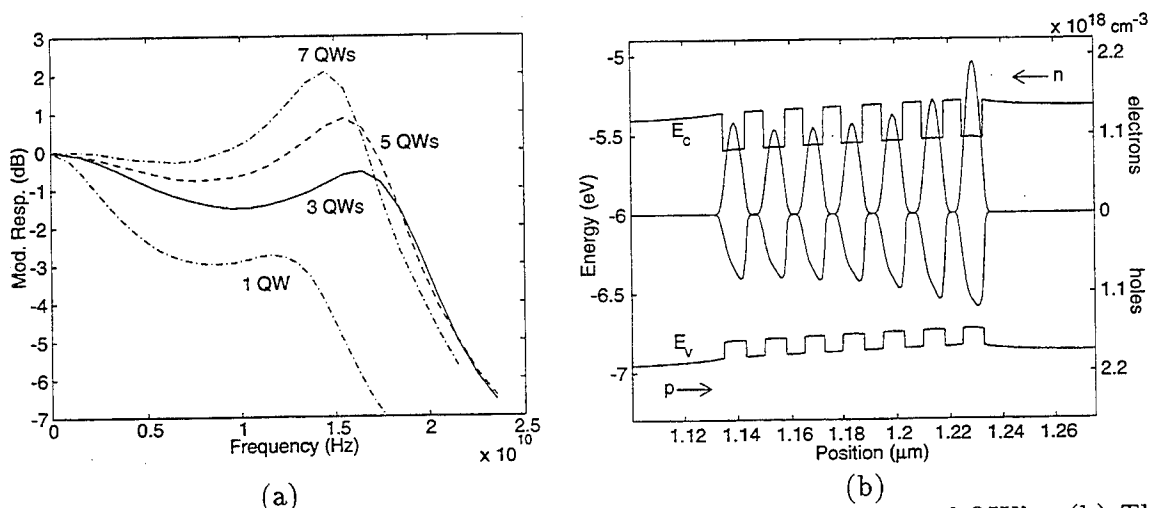 3
2
1
0
-1
-2
-3
-4
-5
-6
-7
Mod. Resp. (dB)
7 QWs
5 QWs
3 QWs
1 QW
0
0.5
1
1.5
2
2.5
Frequency (Hz)
x 10^10
(a)
x 10^18 cm^-3
-5
-5.5
-6
-6.5
-7
Energy (eV)
E_c
E_v
← n
p →
2.2
1.1
0
1.1
2.2
electrons
holes
1.12
1.14
1.16
1.18
1.2
1.22
1.24
1.26
Position (μm)
(b)
(b)